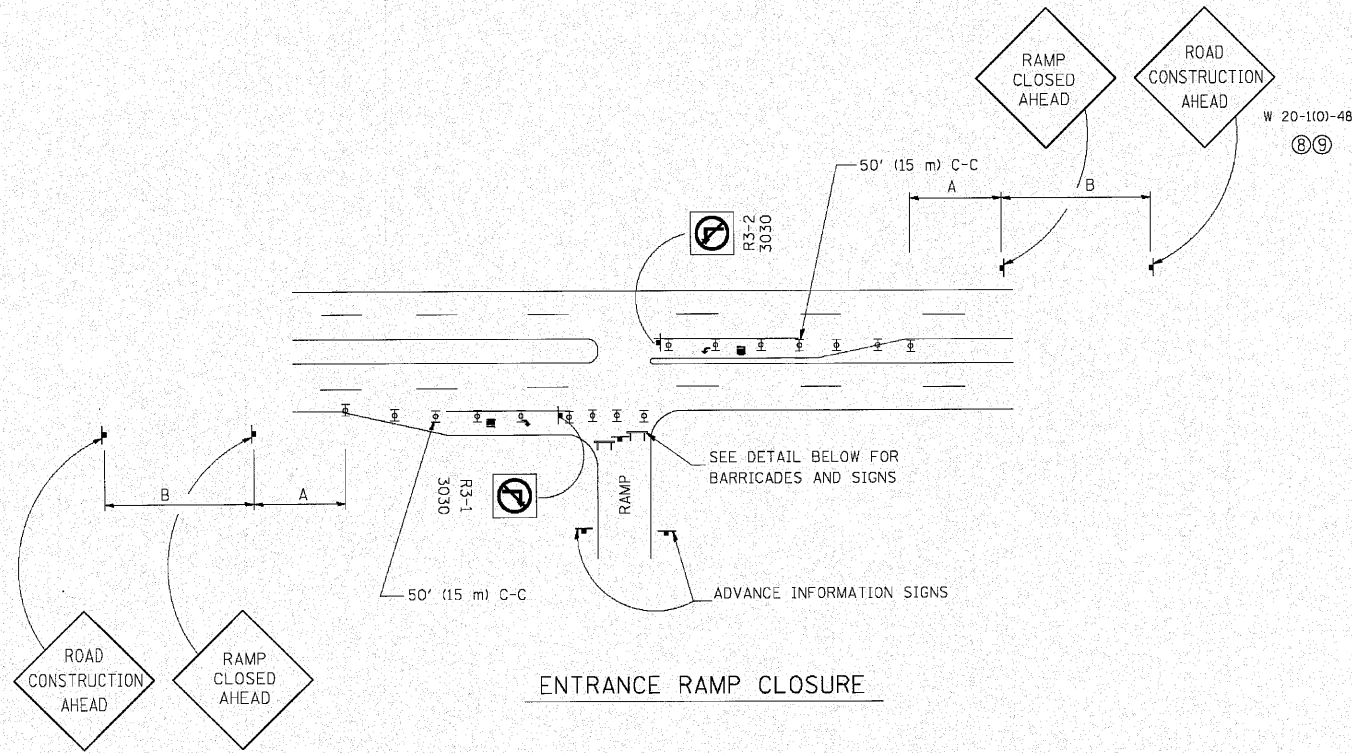 RAMP
CLOSED
AHEAD
ROAD
CONSTRUCTION
AHEAD
W 20-1(O)-48
⑧⑨
50' (15 m) C-C
A
B
R3-2
3030
SEE DETAIL BELOW FOR
BARRICADES AND SIGNS
B
A
R3-1
3030
RAMP
50' (15 m) C-C
ADVANCE INFORMATION SIGNS
ROAD
CONSTRUCTION
AHEAD
RAMP
CLOSED
AHEAD
ENTRANCE RAMP CLOSURE